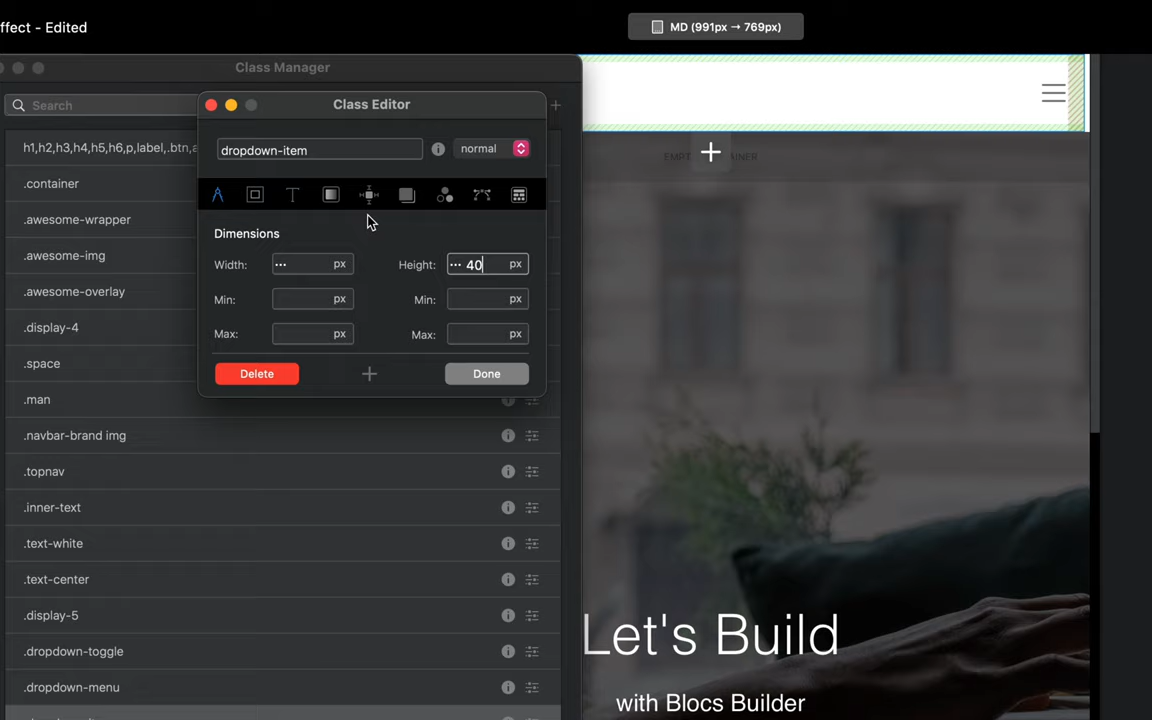 ffect - Edited
MD (991px → 769px)
Class Manager
Search
Class Editor
h1,h2,h3,h4,h5,h6,p,label,.btn,a
dropdown-item
normal
.container
.awesome-wrapper
Dimensions
.awesome-img
Width: ... px
Height: ... 40 px
.awesome-overlay
Min: px
Min: px
.display-4
Max: px
Max: px
.space
Delete
Done
.man
.navbar-brand img
.topnav
.inner-text
.text-white
.text-center
.display-5
.dropdown-toggle
.dropdown-menu
Let's Build
with Blocs Builder